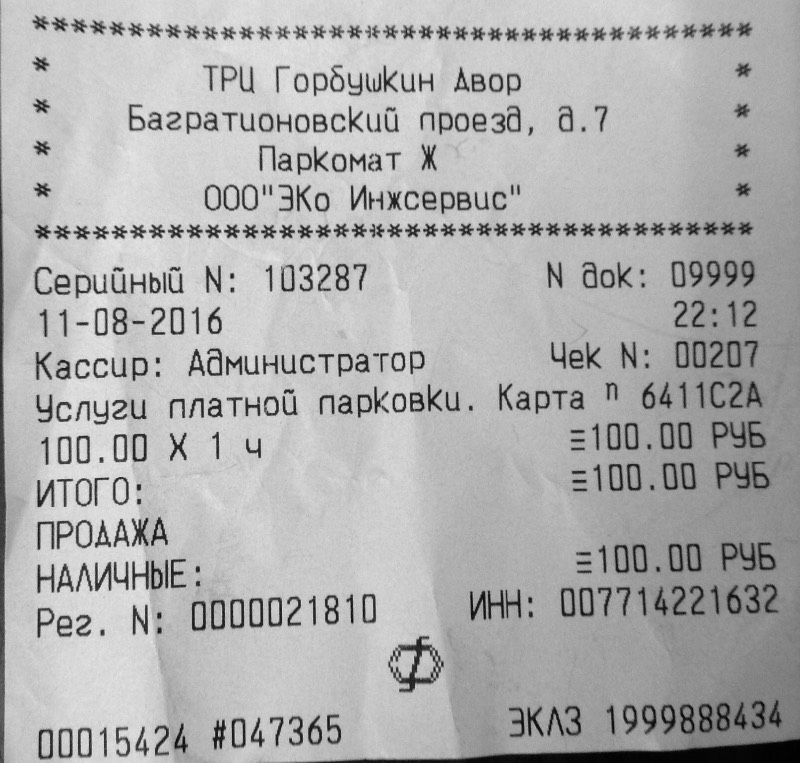 ****************************************
* ТРЦ Горбушкин Двор *
* Багратионовский проезд, д.7 *
* Паркомат Ж *
* ООО"ЭКо Инжсервис" *
****************************************
Серийный N: 103287 N док: 09999
11-08-2016 22:12
Кассир: Администратор Чек N: 00207
Услуги платной парковки. Карта n 6411C2A
100.00 X 1 ч ≡100.00 РУБ
ИТОГО: ≡100.00 РУБ
ПРОДАЖА
НАЛИЧНЫЕ: ≡100.00 РУБ
Рег. N: 0000021810 ИНН: 007714221632
00015424 #047365 ЭКЛЗ 1999888434